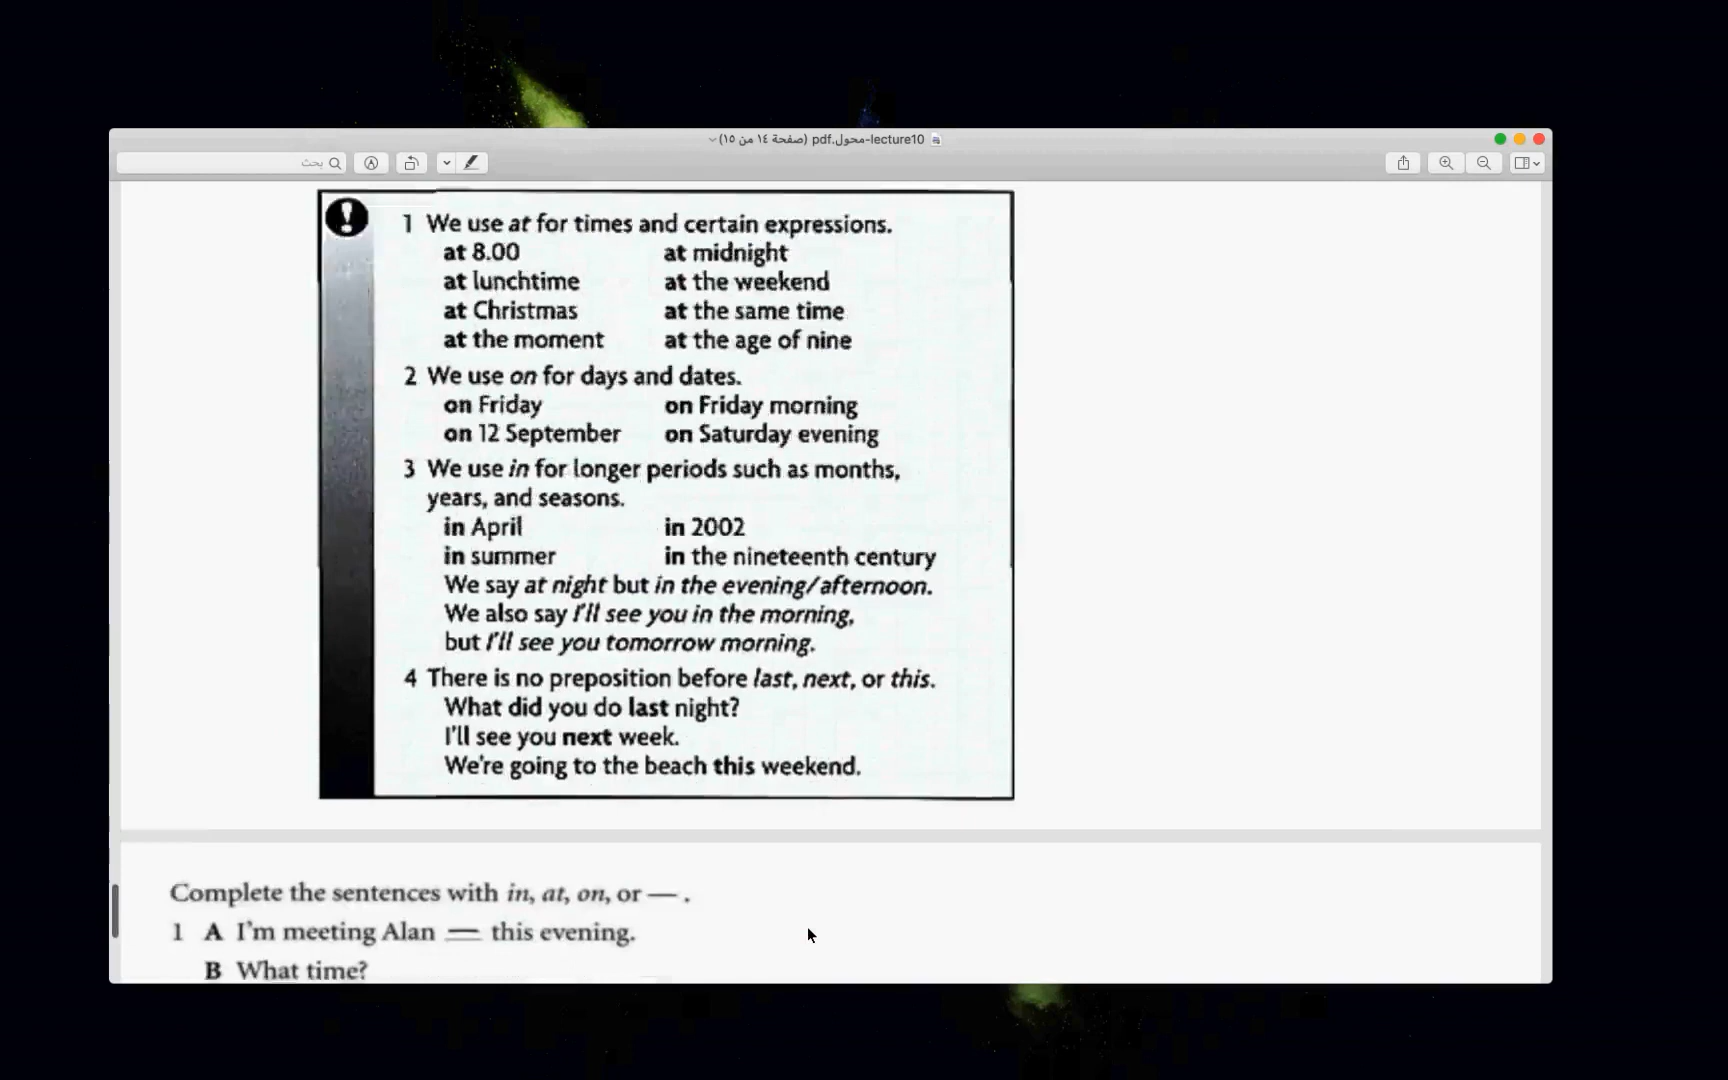 lecture10-محول.pdf (صفحة ١٤ من ١٥)
بحث
1 We use at for times and certain expressions.
at 8.00 at midnight
at lunchtime at the weekend
at Christmas at the same time
at the moment at the age of nine
2 We use on for days and dates.
on Friday on Friday morning
on 12 September on Saturday evening
3 We use in for longer periods such as months,
years, and seasons.
in April in 2002
in summer in the nineteenth century
We say at night but in the evening/afternoon.
We also say I'll see you in the morning,
but I'll see you tomorrow morning.
4 There is no preposition before last, next, or this.
What did you do last night?
I'll see you next week.
We're going to the beach this weekend.
Complete the sentences with in, at, on, or — .
1 A I'm meeting Alan — this evening.
B What time?